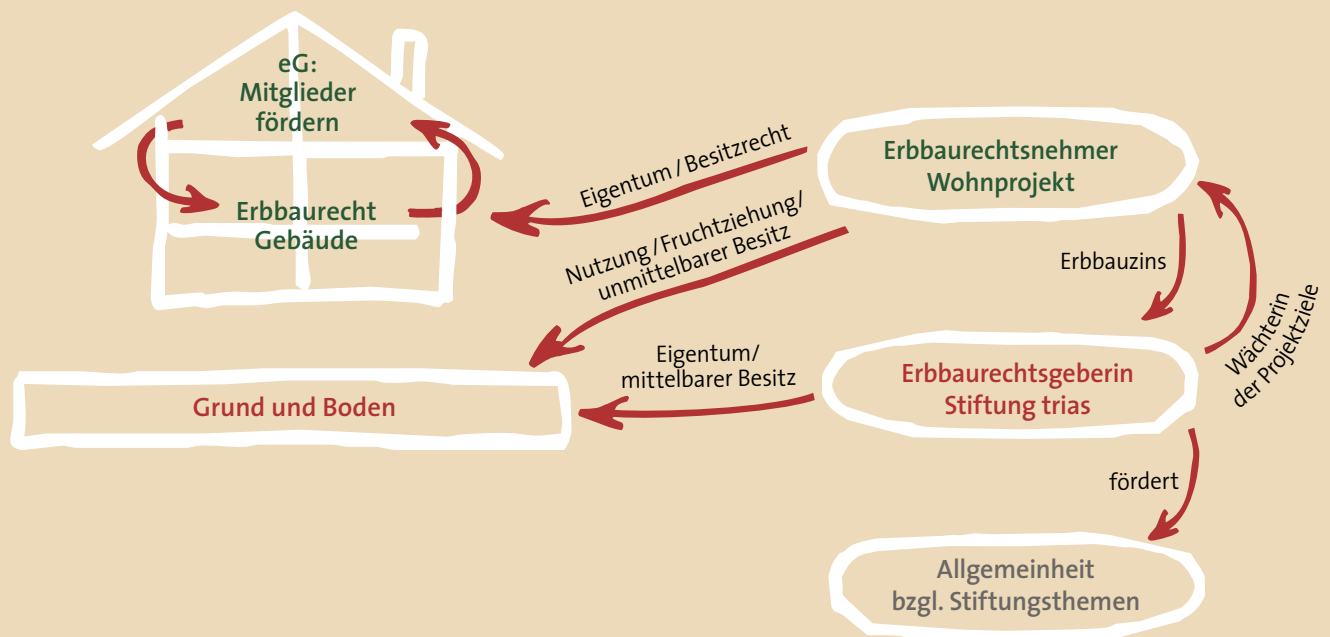 eG:
Mitglieder
fördern
Erbbaurecht
Gebäude
Eigentum / Besitzrecht
Nutzung / Fruchtziehung/
unmittelbarer Besitz
Erbbaurechtsnehmer
Wohnprojekt
Erbbauzins
Wächterin
der Projektziele
Eigentum/
mittelbarer Besitz
Erbbaurechtsgeberin
Stiftung trias
Grund und Boden
fördert
Allgemeinheit
bzgl. Stiftungsthemen